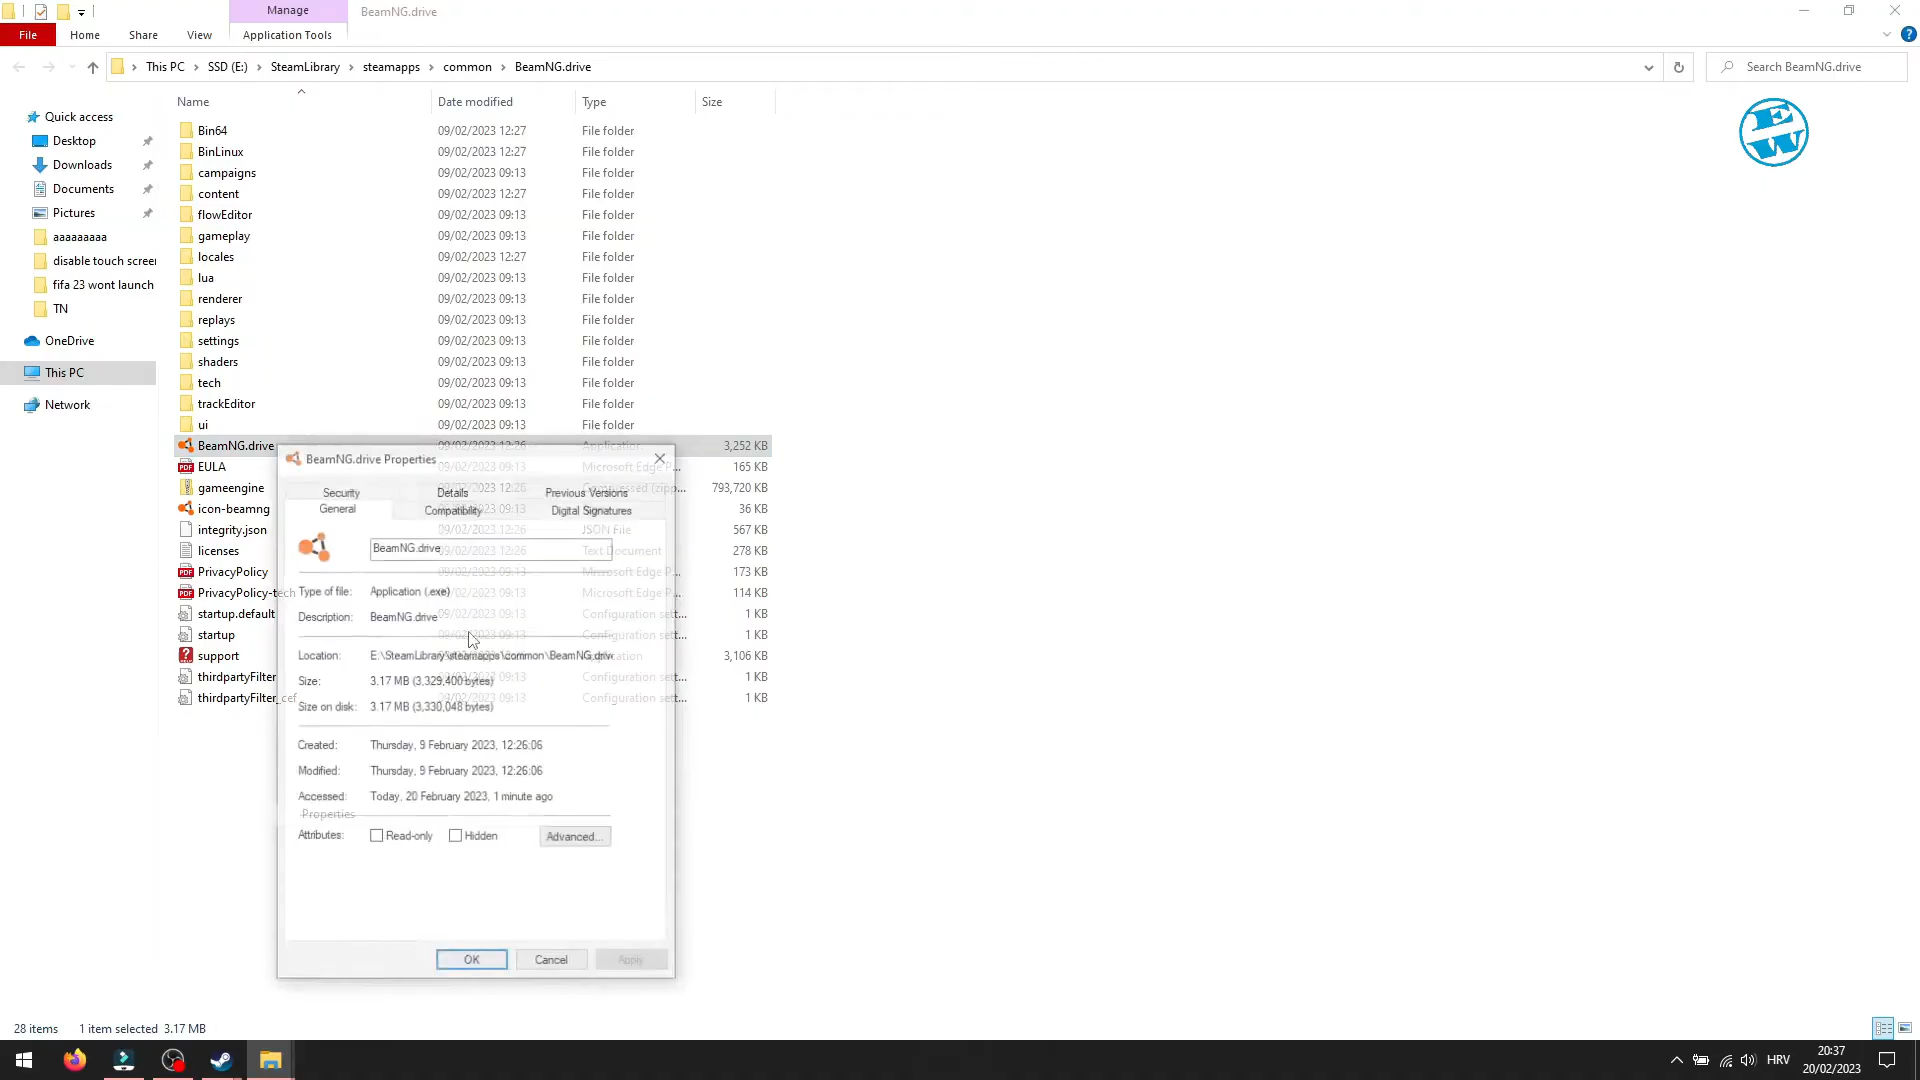 Manage
BeamNG.drive
File
Home
Share
View
Application Tools
This PC
SSD (E:)
SteamLibrary
steamapps
common
BeamNG.drive
Search BeamNG.drive
Name
Date modified
Type
Size
Quick access
Desktop
Downloads
Documents
Pictures
aaaaaaaaa
disable touch screen
fifa 23 wont launch
TN
OneDrive
This PC
Network
Bin64 09/02/2023 12:27 File folder
BinLinux 09/02/2023 12:27 File folder
campaigns 09/02/2023 09:13 File folder
content 09/02/2023 12:27 File folder
flowEditor 09/02/2023 09:13 File folder
gameplay 09/02/2023 09:13 File folder
locales 09/02/2023 12:27 File folder
lua 09/02/2023 09:13 File folder
renderer 09/02/2023 09:13 File folder
replays 09/02/2023 09:13 File folder
settings 09/02/2023 09:13 File folder
shaders 09/02/2023 09:13 File folder
tech 09/02/2023 09:13 File folder
trackEditor 09/02/2023 09:13 File folder
ui 09/02/2023 09:13 File folder
BeamNG.drive 09/02/2023 12:26 Application 3,252 KB
EULA 09/02/2023 09:13 Microsoft Edge P... 165 KB
gameengine 09/02/2023 12:26 Compressed (zipp... 793,720 KB
icon-beamng 09/02/2023 09:13 36 KB
integrity.json 09/02/2023 12:26 JSON File 567 KB
licenses 09/02/2023 12:26 Text Document 278 KB
PrivacyPolicy 09/02/2023 09:13 Microsoft Edge P... 173 KB
PrivacyPolicy-tech 09/02/2023 09:13 Microsoft Edge P... 114 KB
startup.default 09/02/2023 09:13 Configuration sett... 1 KB
startup 09/02/2023 09:13 Configuration sett... 1 KB
support 3,106 KB
thirdpartyFilter 09/02/2023 09:13 Configuration sett... 1 KB
thirdpartyFilter_cef 09/02/2023 09:13 Configuration sett... 1 KB
BeamNG.drive Properties
Security
Details
Previous Versions
General
Compatibility
Digital Signatures
BeamNG.drive
Type of file: Application (.exe)
Description: BeamNG.drive
Location: E:\SteamLibrary\steamapps\common\BeamNG.drive
Size: 3.17 MB (3,329,400 bytes)
Size on disk: 3.17 MB (3,330,048 bytes)
Created: Thursday, 9 February 2023, 12:26:06
Modified: Thursday, 9 February 2023, 12:26:06
Accessed: Today, 20 February 2023, 1 minute ago
Properties
Attributes: Read-only Hidden Advanced...
OK
Cancel
Apply
28 items
1 item selected 3.17 MB
EW
HRV
20:37
20/02/2023